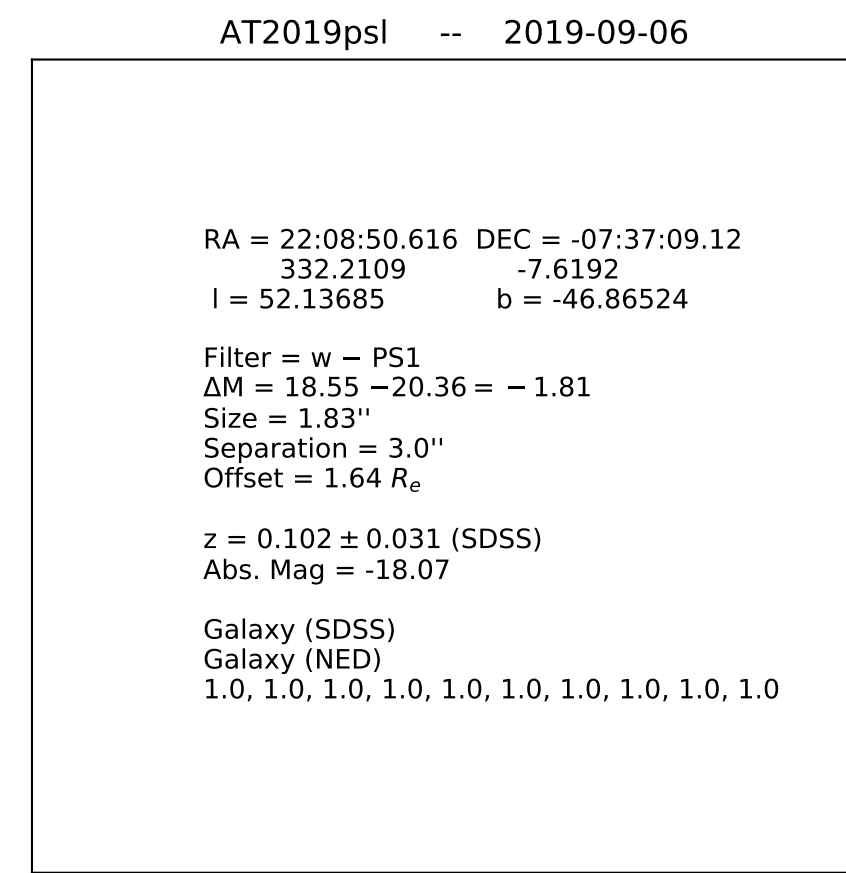 AT2019psl -- 2019-09-06
RA = 22:08:50.616 DEC = -07:37:09.12
332.2109 -7.6192
l = 52.13685 b = -46.86524
Filter = w − PS1
ΔM = 18.55 −20.36 = − 1.81
Size = 1.83''
Separation = 3.0''
Offset = 1.64 Rₑ
z = 0.102 ± 0.031 (SDSS)
Abs. Mag = -18.07
Galaxy (SDSS)
Galaxy (NED)
1.0, 1.0, 1.0, 1.0, 1.0, 1.0, 1.0, 1.0, 1.0, 1.0